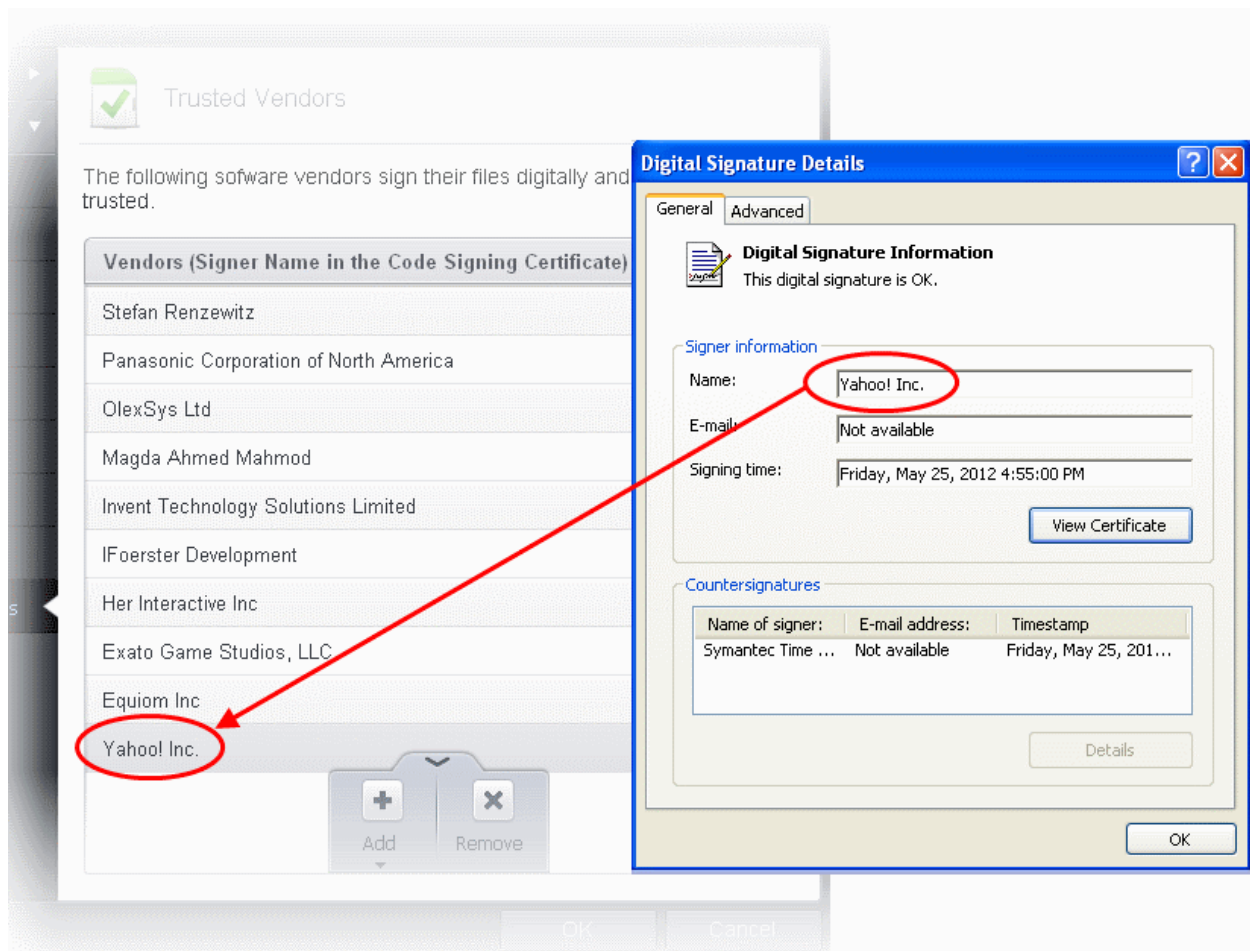 Trusted Vendors
The following sofware vendors sign their files digitally and
trusted.
Vendors (Signer Name in the Code Signing Certificate)
Stefan Renzewitz
Panasonic Corporation of North America
OlexSys Ltd
Magda Ahmed Mahmod
Invent Technology Solutions Limited
IFoerster Development
Her Interactive Inc
Exato Game Studios, LLC
Equiom Inc
Yahoo! Inc.
Add
Remove
OK
Cancel
s
Digital Signature Details
General
Advanced
Digital Signature Information
This digital signature is OK.
Signer information
Name:
Yahoo! Inc.
E-mail:
Not available
Signing time:
Friday, May 25, 2012 4:55:00 PM
View Certificate
Countersignatures
Name of signer: E-mail address: Timestamp
Symantec Time ... Not available Friday, May 25, 201...
Details
OK